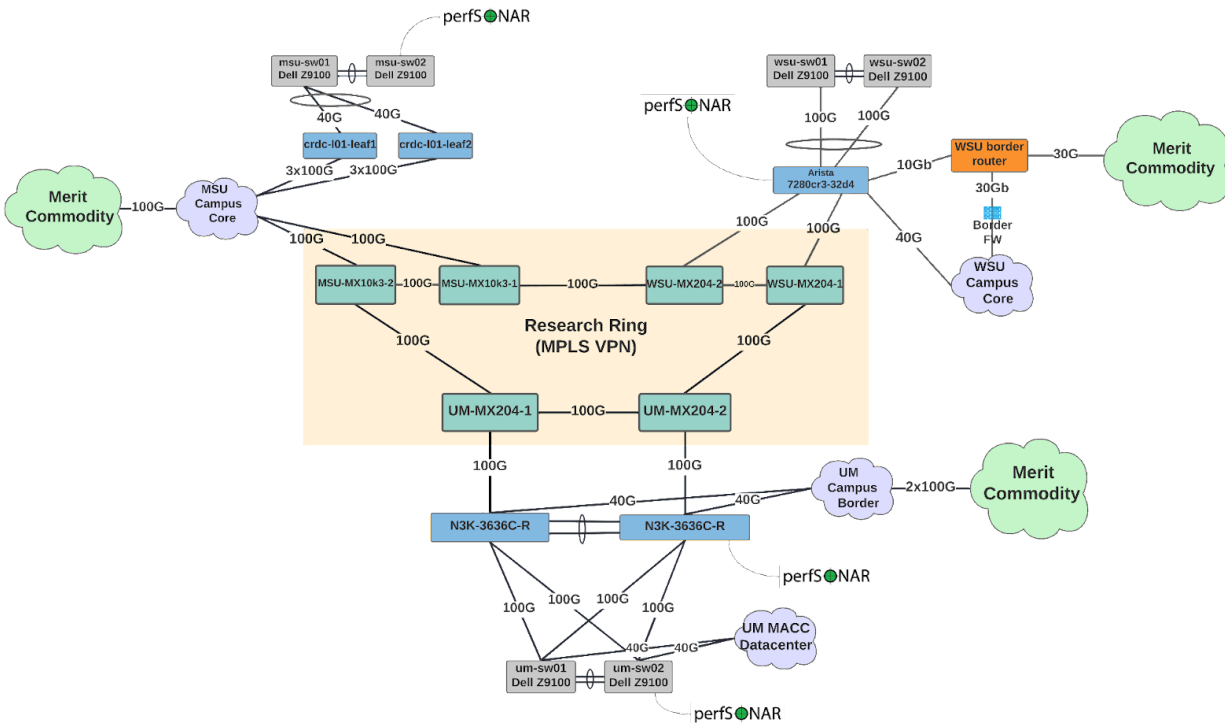 perfSONAR
msu-sw01
Dell Z9100
msu-sw02
Dell Z9100
wsu-sw01
Dell Z9100
wsu-sw02
Dell Z9100
40G
40G
perfSONAR
100G
100G
crdc-l01-leaf1
crdc-l01-leaf2
WSU border
router
30G
Merit
Commodity
10Gb
3x100G
3x100G
Arista
7280cr3-32d4
30Gb
Merit
Commodity
100G
MSU
Campus
Core
Border
FW
100G
100G
100G
100G
40G
WSU
Campus
Core
MSU-MX10k3-2
100G
MSU-MX10k3-1
100G
WSU-MX204-2
100G
WSU-MX204-1
Research Ring
(MPLS VPN)
100G
100G
UM-MX204-1
100G
UM-MX204-2
100G
100G
UM
Campus
Border
2x100G
Merit
Commodity
40G
40G
N3K-3636C-R
N3K-3636C-R
perfSONAR
100G
100G
100G
100G
UM MACC
Datacenter
40G
40G
um-sw01
Dell Z9100
um-sw02
Dell Z9100
perfSONAR